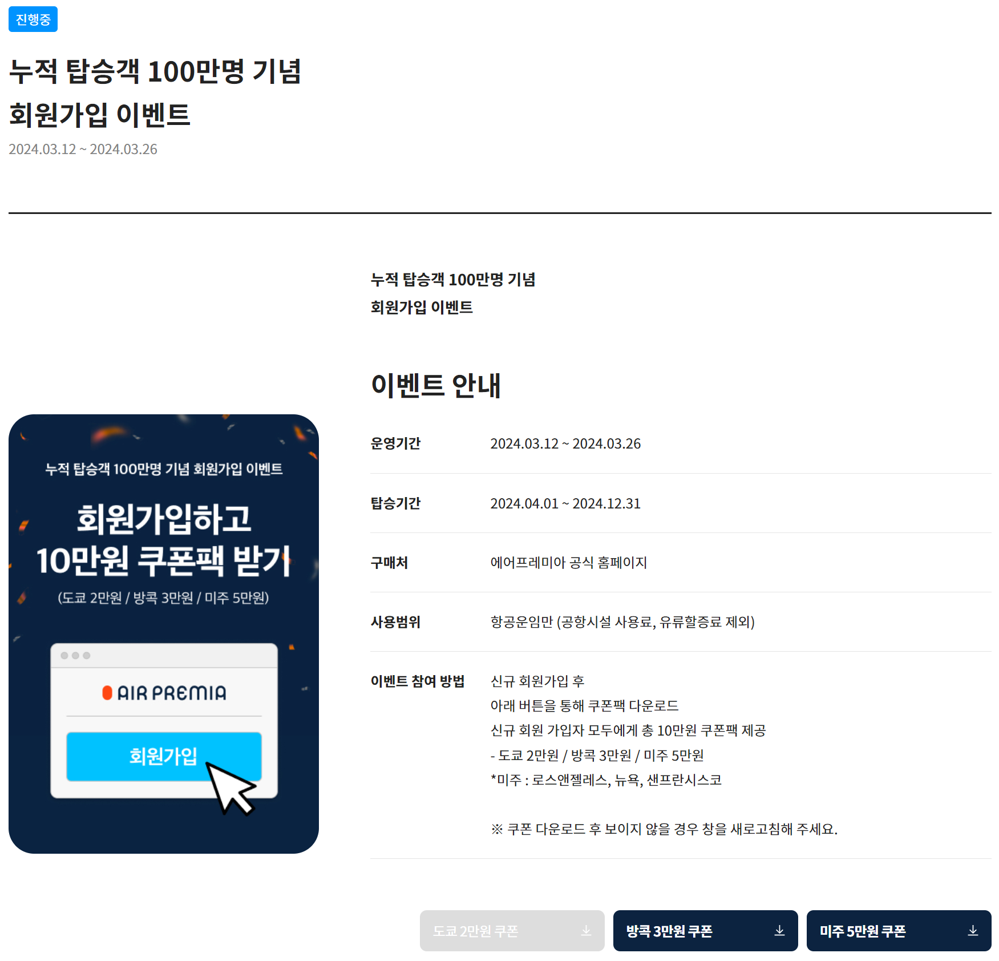 진행중
누적 탑승객 100만명 기념
회원가입 이벤트
2024.03.12 ~ 2024.03.26
누적 탑승객 100만명 기념
회원가입 이벤트
이벤트 안내
운영기간 2024.03.12 ~ 2024.03.26
탑승기간 2024.04.01 ~ 2024.12.31
구매처 에어프레미아 공식 홈페이지
사용범위 항공운임만 (공항시설 사용료, 유류할증료 제외)
이벤트 참여 방법 신규 회원가입 후
아래 버튼을 통해 쿠폰팩 다운로드
신규 회원 가입자 모두에게 총 10만원 쿠폰팩 제공
- 도쿄 2만원 / 방콕 3만원 / 미주 5만원
*미주 : 로스앤젤레스, 뉴욕, 샌프란시스코
※ 쿠폰 다운로드 후 보이지 않을 경우 창을 새로고침해 주세요.
누적 탑승객 100만명 기념 회원가입 이벤트
회원가입하고
10만원 쿠폰팩 받기
(도쿄 2만원 / 방콕 3만원 / 미주 5만원)
AIR PREMIA
회원가입
도쿄 2만원 쿠폰
방콕 3만원 쿠폰
미주 5만원 쿠폰